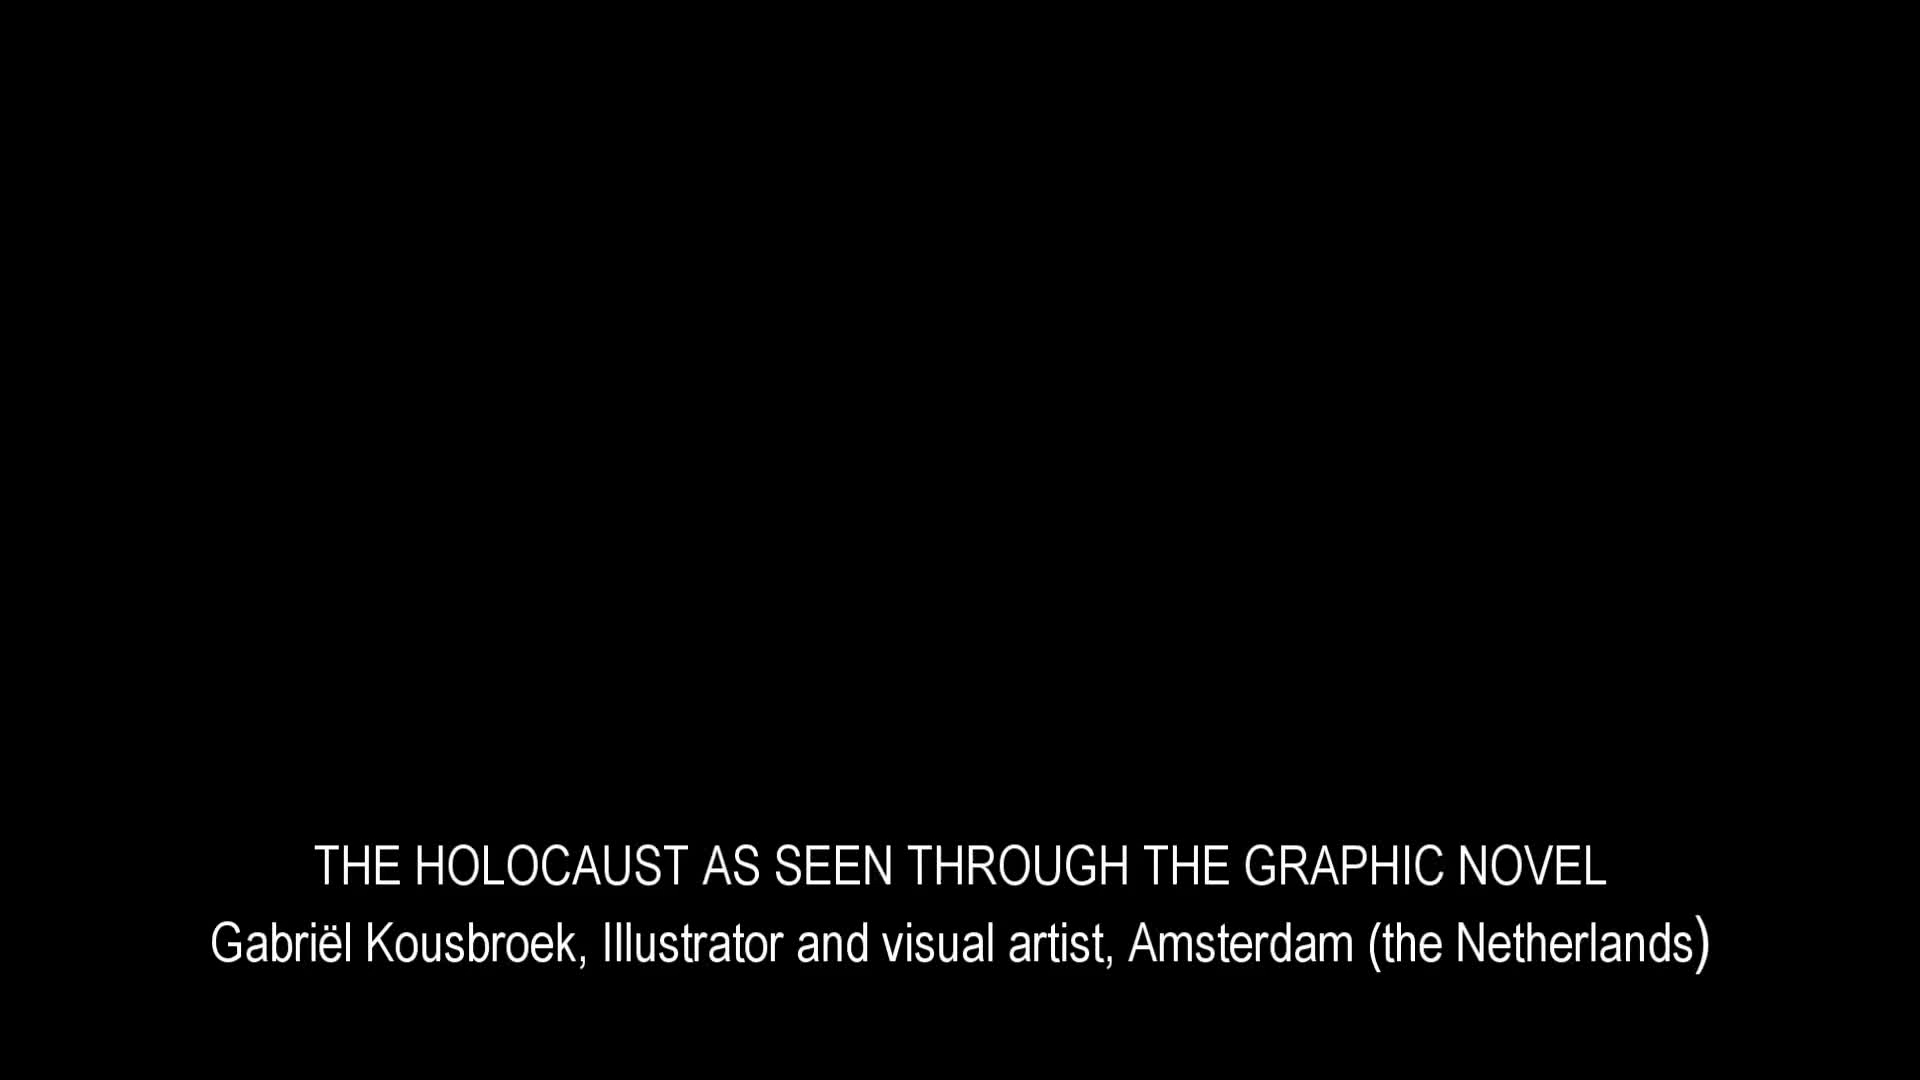 THE HOLOCAUST AS SEEN THROUGH THE GRAPHIC NOVEL
Gabriël Kousbroek, Illustrator and visual artist, Amsterdam (the Netherlands)